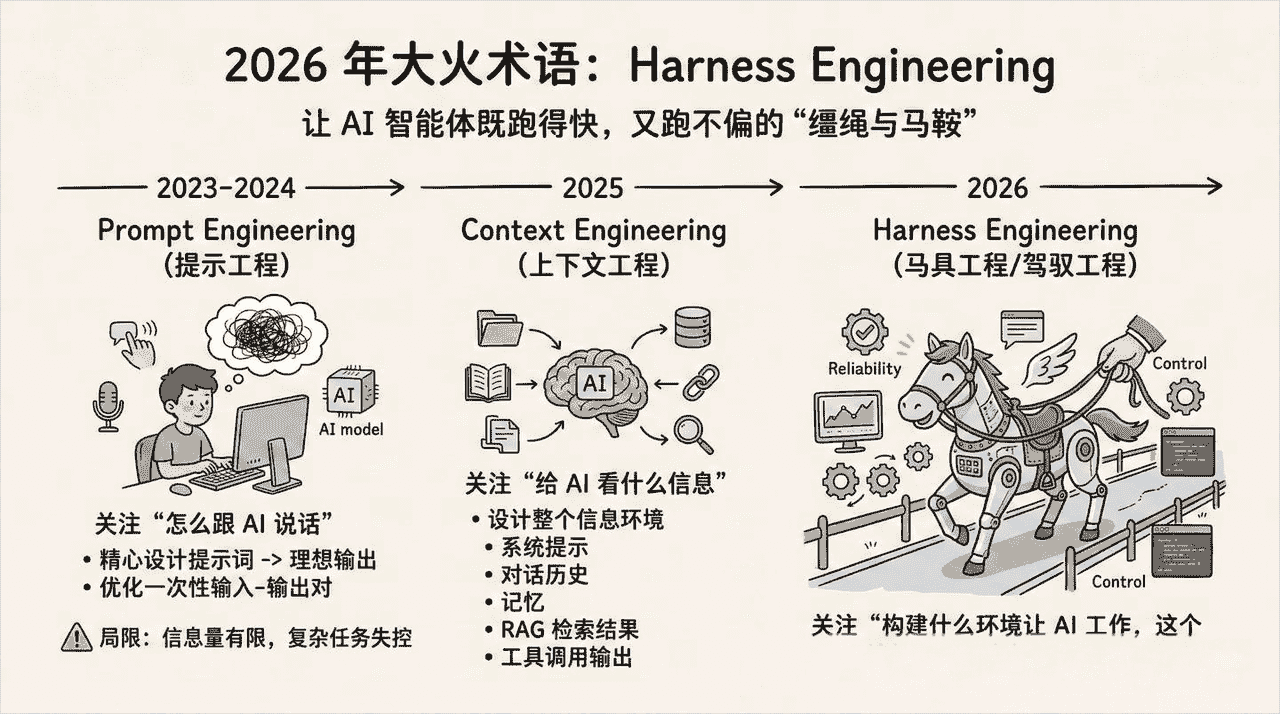 2026 年大火术语：Harness Engineering
让 AI 智能体既跑得快，又跑不偏的“缰绳与马鞍”
2023-2024
Prompt Engineering
（提示工程）
AI
AI model
关注“怎么跟 AI 说话”
• 精心设计提示词 -> 理想输出
• 优化一次性输入-输出对
局限：信息量有限，复杂任务失控
2025
Context Engineering
（上下文工程）
AI
关注“给 AI 看什么信息”
• 设计整个信息环境
• 系统提示
• 对话历史
• 记忆
• RAG 检索结果
• 工具调用输出
2026
Harness Engineering
（马具工程/驾驭工程）
Reliability
Control
Control
关注“构建什么环境让 AI 工作，这个